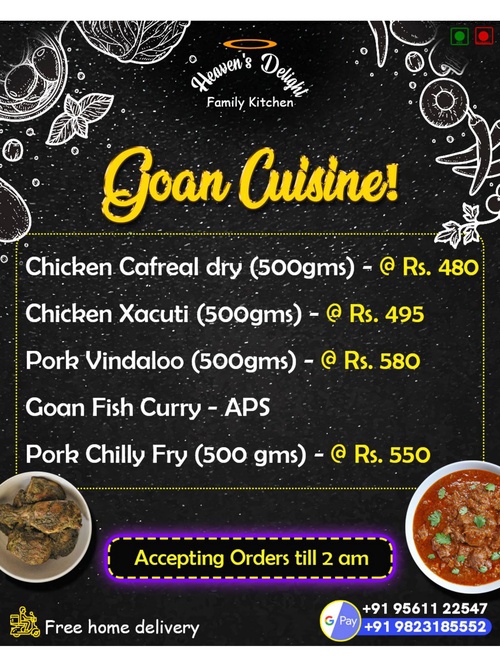 Heaven's Delight
Family Kitchen
Goan Cuisine!
Chicken Cafreal dry (500gms) - @ Rs. 480
Chicken Xacuti (500gms) - @ Rs. 495
Pork Vindaloo (500gms) - @ Rs. 580
Goan Fish Curry - APS
Pork Chilly Fry (500 gms) - @ Rs. 550
Accepting Orders till 2 am
Free home delivery
G Pay
+91 95611 22547
+91 9823185552